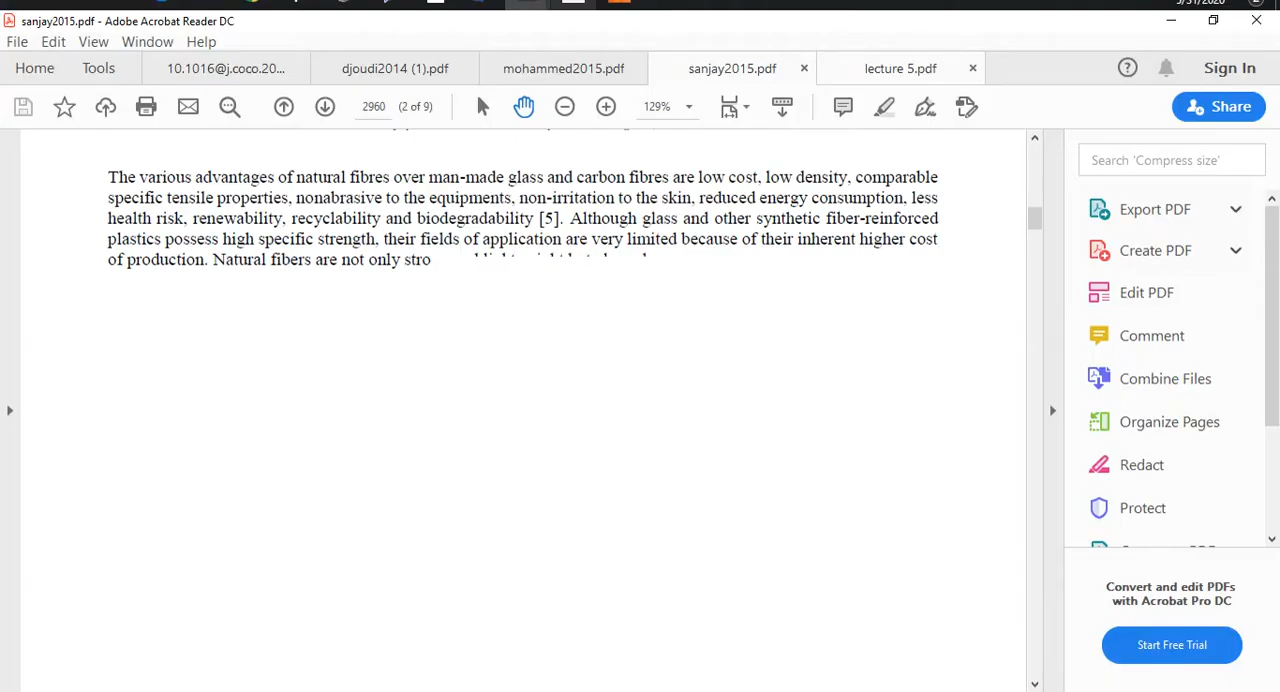 5/31/2020
sanjay2015.pdf - Adobe Acrobat Reader DC
File Edit View Window Help
Home Tools 10.1016@j.coco.20... djoudi2014 (1).pdf mohammed2015.pdf sanjay2015.pdf × lecture 5.pdf × Sign In
2960 (2 of 9) 129% Share
The various advantages of natural fibres over man-made glass and carbon fibres are low cost, low density, comparable
specific tensile properties, nonabrasive to the equipments, non-irritation to the skin, reduced energy consumption, less
health risk, renewability, recyclability and biodegradability [5]. Although glass and other synthetic fiber-reinforced
plastics possess high specific strength, their fields of application are very limited because of their inherent higher cost
of production. Natural fibers are not only stro
Search 'Compress size'
Export PDF
Create PDF
Edit PDF
Comment
Combine Files
Organize Pages
Redact
Protect
Convert and edit PDFs
with Acrobat Pro DC
Start Free Trial